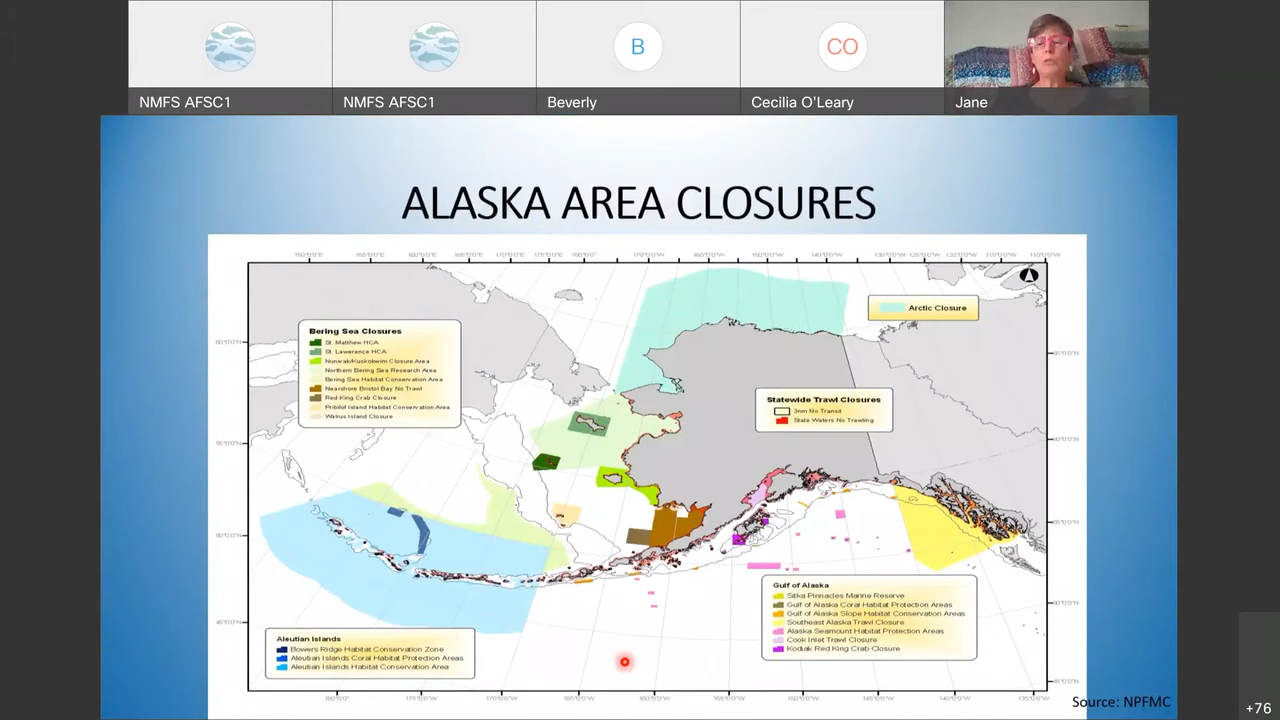 NMFS AFSC1
NMFS AFSC1
B
Beverly
CO
Cecilia O'Leary
Jane
ALASKA AREA CLOSURES
Bering Sea Closures
St. Matthew HCA
St. Lawerence HCA
Nunivak/Kuskokwim Closure Area
Northern Bering Sea Research Area
Bering Sea Habitat Conservation Area
Nearshore Bristol Bay No Trawl
Red King Crab Closure
Pribilof Island Habitat Conservation Area
Walrus Island Closure
Arctic Closure
Statewide Trawl Closures
3nm No Transit
State Waters No Trawling
Gulf of Alaska
Sitka Pinnacles Marine Reserve
Gulf of Alaska Coral Habitat Protection Areas
Gulf of Alaska Slope Habitat Conservation Areas
Southeast Alaska Trawl Closure
Alaska Seamount Habitat Protection Areas
Cook Inlet Trawl Closure
Kodiak Red King Crab Closure
Aleutian Islands
Bowers Ridge Habitat Conservation Zone
Aleutian Islands Coral Habitat Protection Areas
Aleutian Islands Habitat Conservation Area
Source: NPFMC
+76